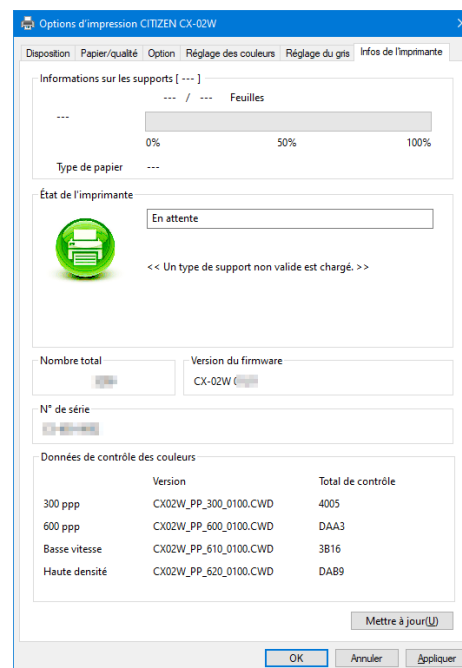 Options d'impression CITIZEN CX-02W
Disposition Papier/qualité Option Réglage des couleurs Réglage du gris Infos de l'imprimante
Informations sur les supports [ --- ]
--- / --- Feuilles
---
0% 50% 100%
Type de papier ---
État de l'imprimante
En attente
<< Un type de support non valide est chargé. >>
Nombre total Version du firmware
CX-02W
N° de série
Données de contrôle des couleurs
Version Total de contrôle
300 ppp CX02W_PP_300_0100.CWD 4005
600 ppp CX02W_PP_600_0100.CWD DAA3
Basse vitesse CX02W_PP_610_0100.CWD 3B16
Haute densité CX02W_PP_620_0100.CWD DAB9
Mettre à jour(U)
OK Annuler Appliquer